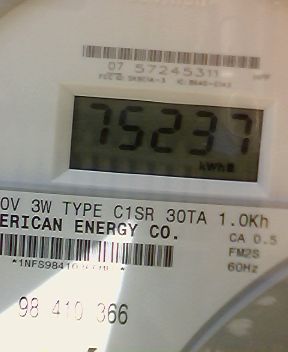 07 57245311
75237
kWh
0V 3W TYPE C1SR 30TA 1.0Kh
ERICAN ENERGY CO.
CA 0.5
FM2S
60Hz
98 410 366